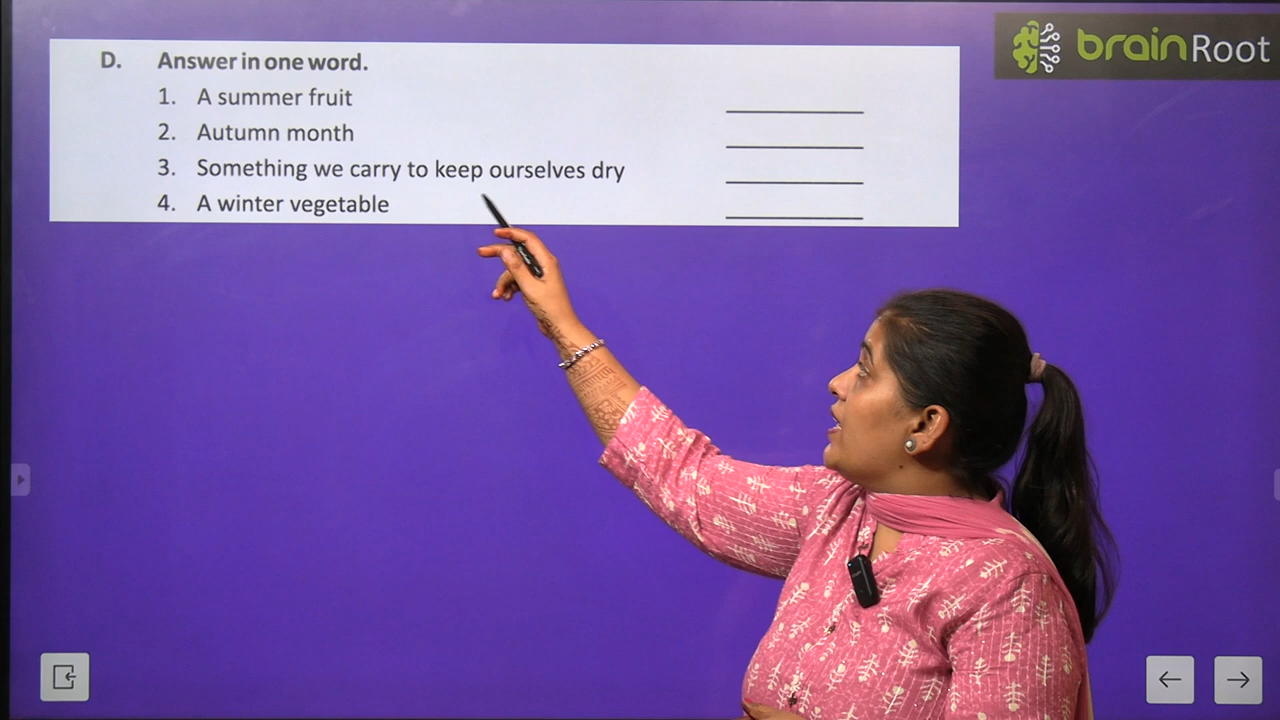 brainRoot
D. Answer in one word.
1. A summer fruit
2. Autumn month
3. Something we carry to keep ourselves dry
4. A winter vegetable